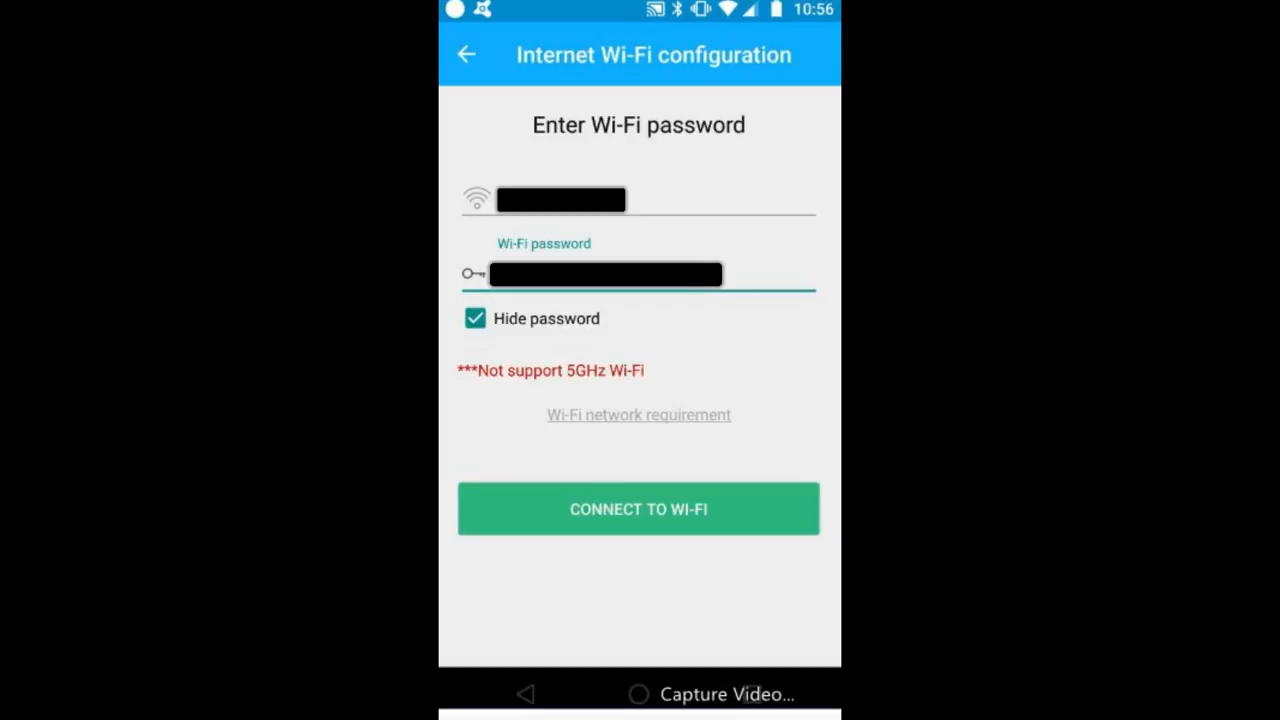 10:56
Internet Wi-Fi configuration
Enter Wi-Fi password
Wi-Fi password
Hide password
***Not support 5GHz Wi-Fi
Wi-Fi network requirement
CONNECT TO WI-FI
Capture Video...